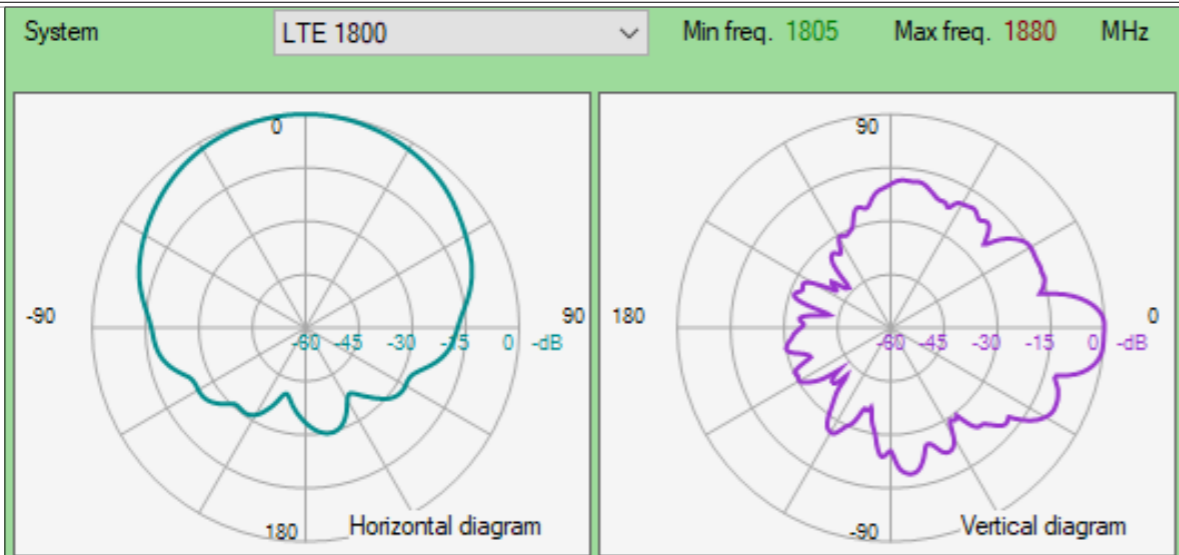 System LTE 1800 Min freq. 1805 Max freq. 1880 MHz
0
-90 90
-60 -45 -30 -15 0 -dB
180 Horizontal diagram
90
180 0
-60 -45 -30 -15 0 -dB
-90 Vertical diagram